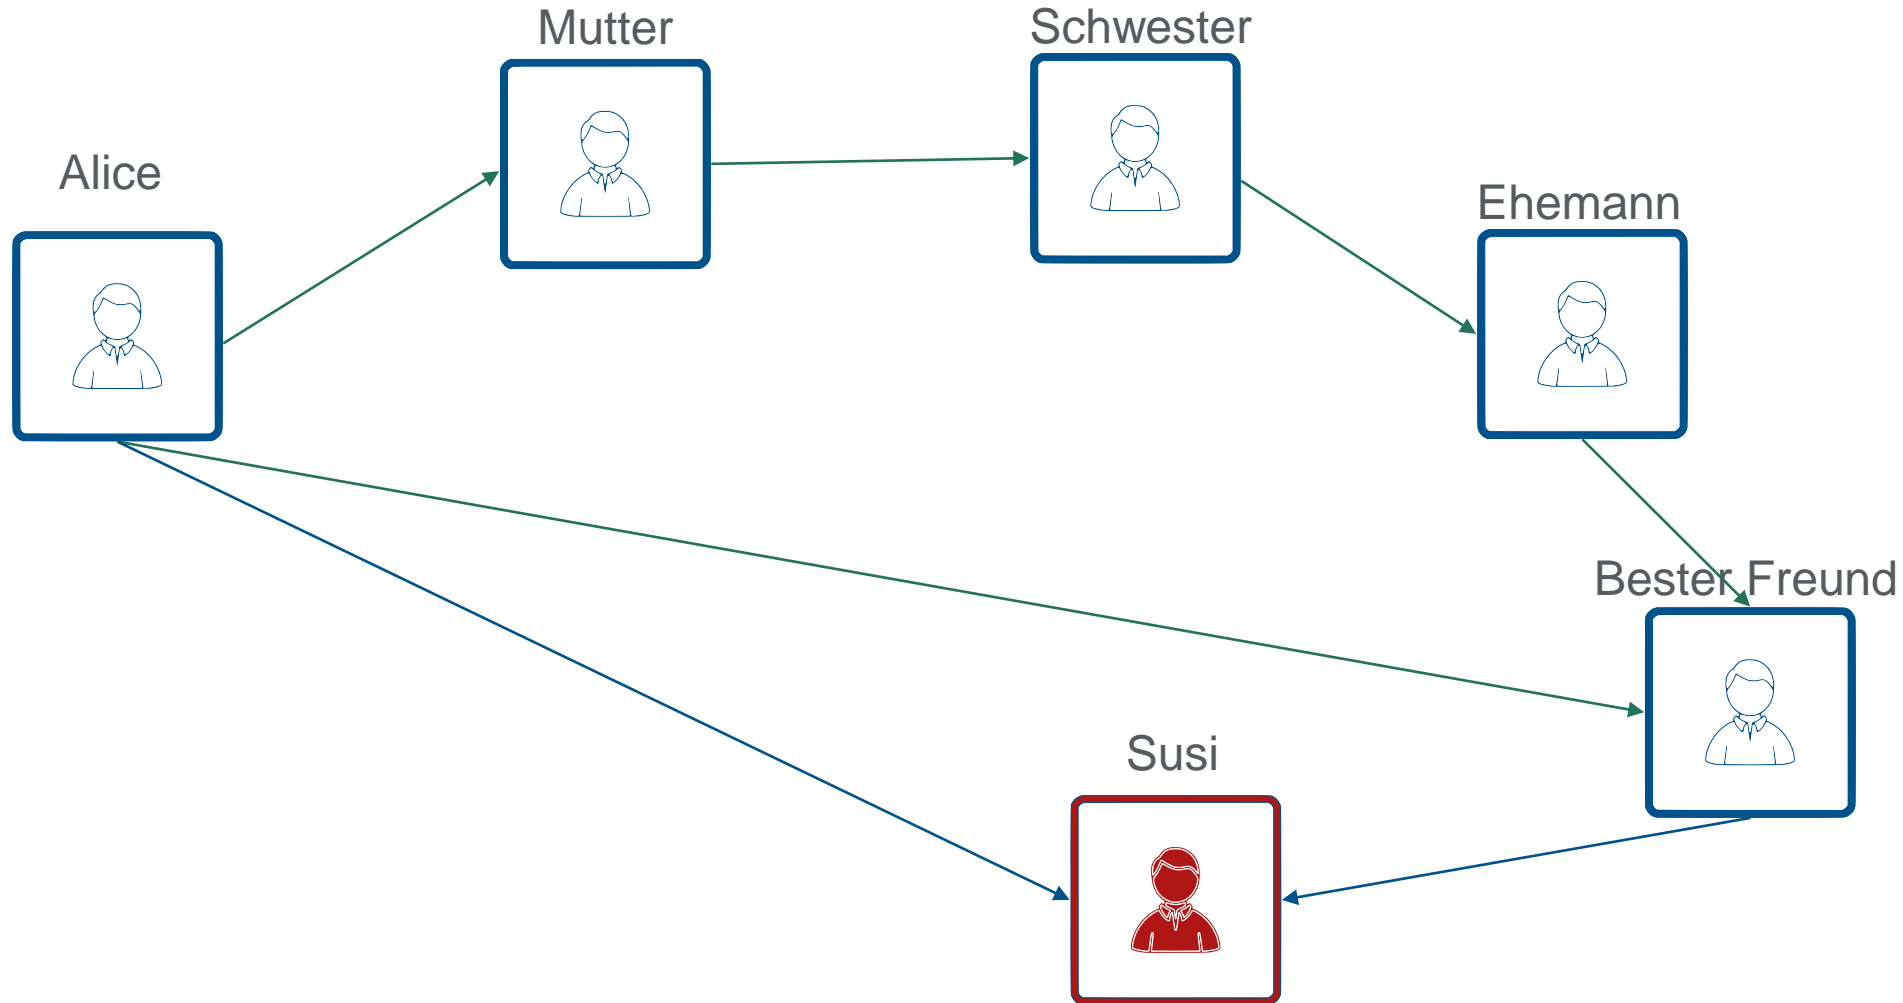 Mutter
Schwester
Alice
Ehemann
Bester Freund
Susi